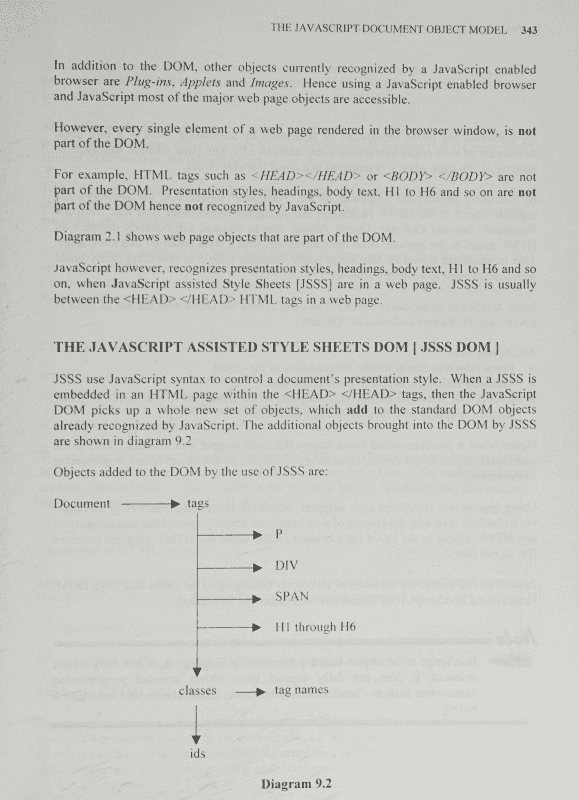 THE JAVASCRIPT DOCUMENT OBJECT MODEL 343
In addition to the DOM, other objects currently recognized by a JavaScript enabled
browser are Plug-ins, Applets and Images. Hence using a JavaScript enabled browser
and JavaScript most of the major web page objects are accessible.
However, every single element of a web page rendered in the browser window, is not
part of the DOM.
For example, HTML tags such as <HEAD></HEAD> or <BODY> </BODY> are not
part of the DOM. Presentation styles, headings, body text, H1 to H6 and so on are not
part of the DOM hence not recognized by JavaScript.
Diagram 2.1 shows web page objects that are part of the DOM.
JavaScript however, recognizes presentation styles, headings, body text, H1 to H6 and so
on, when JavaScript assisted Style Sheets [JSSS] are in a web page. JSSS is usually
between the <HEAD> </HEAD> HTML tags in a web page.
THE JAVASCRIPT ASSISTED STYLE SHEETS DOM [ JSSS DOM ]
JSSS use JavaScript syntax to control a document's presentation style. When a JSSS is
embedded in an HTML page within the <HEAD> </HEAD> tags, then the JavaScript
DOM picks up a whole new set of objects, which add to the standard DOM objects
already recognized by JavaScript. The additional objects brought into the DOM by JSSS
are shown in diagram 9.2
Objects added to the DOM by the use of JSSS are:
Document tags
P
DIV
SPAN
H1 through H6
classes tag names
ids
Diagram 9.2